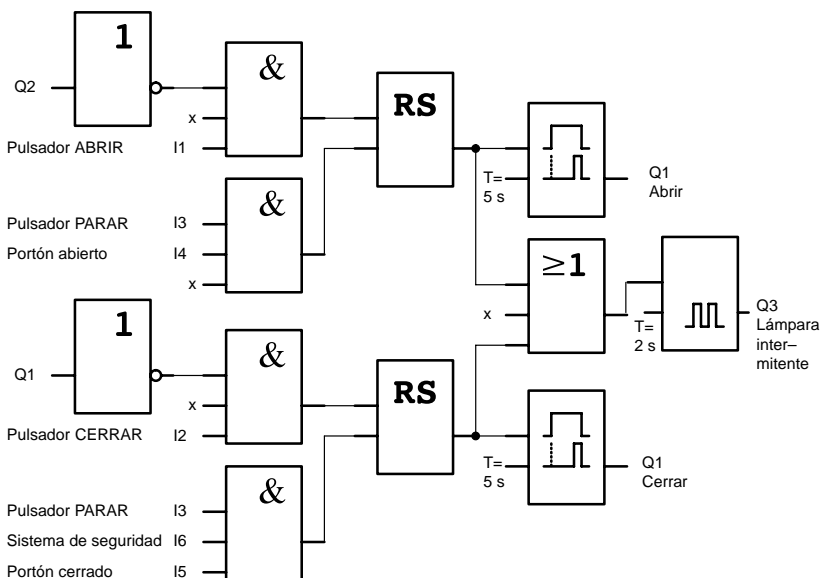 1
&
Q2
x
Pulsador ABRIR I1
RS
T=
5 s
Q1
Abrir
&
Pulsador PARAR I3
Portón abierto I4
x
≥1
x
T=
2 s
Q3
Lámpara
inter–
mitente
1
&
Q1
x
Pulsador CERRAR I2
RS
T=
5 s
Q1
Cerrar
&
Pulsador PARAR I3
Sistema de seguridad I6
Portón cerrado I5